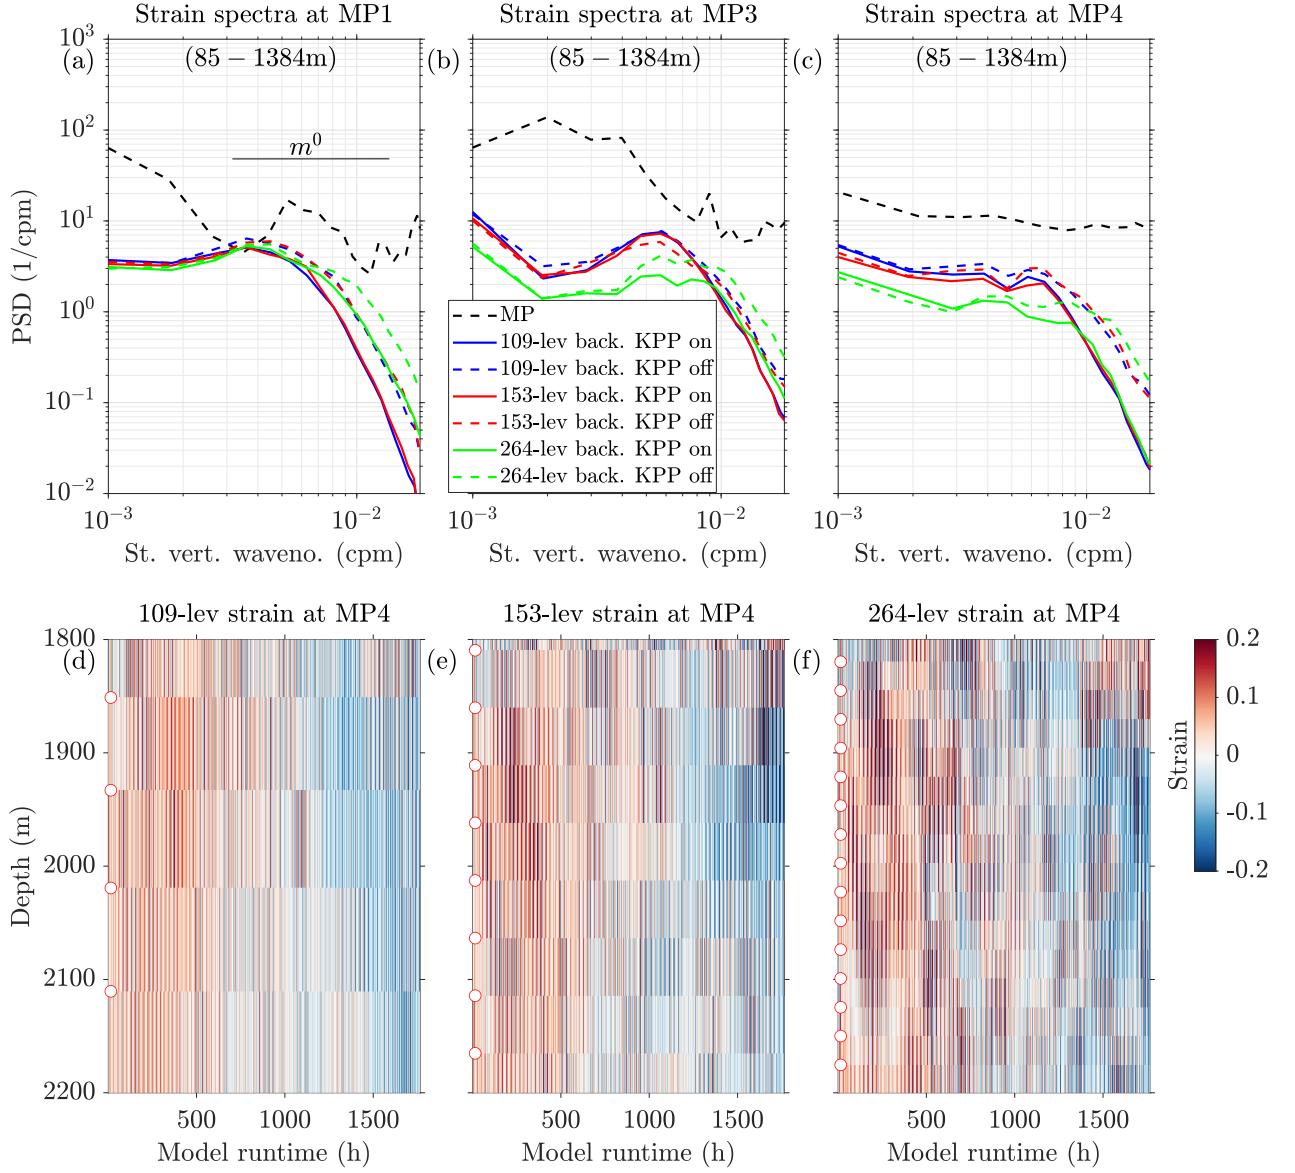 Strain spectra at MP1
Strain spectra at MP3
Strain spectra at MP4
(a)
(85 − 1384m)
(b)
(85 − 1384m)
(c)
(85 − 1384m)
10³
10²
10¹
10⁰
10⁻¹
10⁻²
PSD (1/cpm)
m⁰
MP
109-lev back. KPP on
109-lev back. KPP off
153-lev back. KPP on
153-lev back. KPP off
264-lev back. KPP on
264-lev back. KPP off
10⁻³ 10⁻²
10⁻³ 10⁻²
10⁻³ 10⁻²
St. vert. waveno. (cpm)
St. vert. waveno. (cpm)
St. vert. waveno. (cpm)
109-lev strain at MP4
153-lev strain at MP4
264-lev strain at MP4
(d)
(e)
(f)
1800
1900
2000
2100
2200
Depth (m)
500 1000 1500
500 1000 1500
500 1000 1500
Model runtime (h)
Model runtime (h)
Model runtime (h)
0.2
0.1
0
-0.1
-0.2
Strain